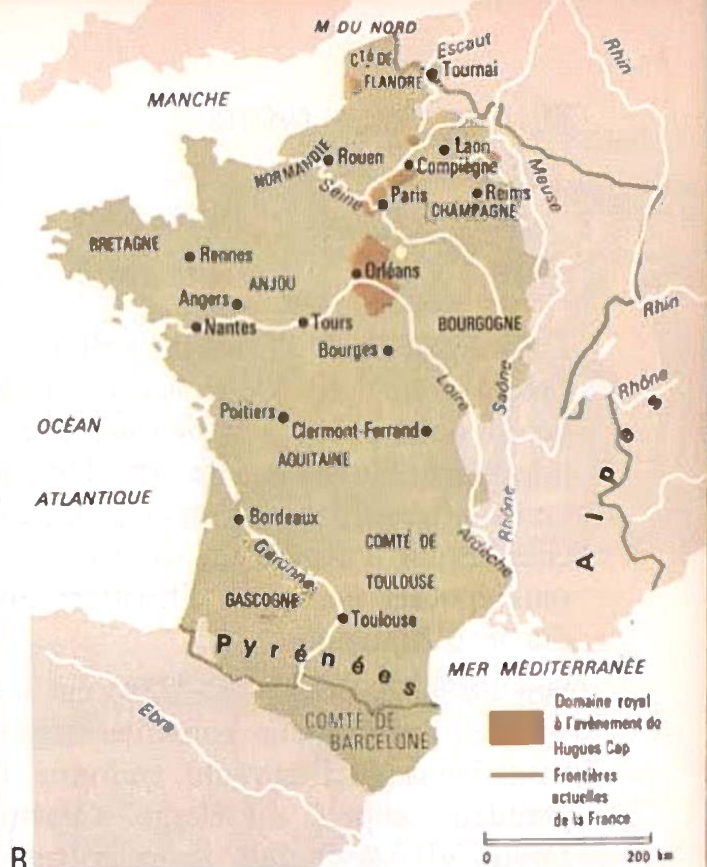 M DU NORD
Escaut
Rhin
Cté DE
FLANDRE
Tournai
MANCHE
Laon
NORMANDIE
Rouen
Compiègne
Meuse
Seine
Paris
Reims
CHAMPAGNE
BRETAGNE
Rennes
Orléans
ANJOU
Angers
Rhin
Nantes
Tours
BOURGOGNE
Bourges
Loire
Saône
Rhône
Poitiers
Clermont-Ferrand
OCÉAN
AQUITAINE
Alpes
ATLANTIQUE
Bordeaux
Rhône
Ardèche
COMTÉ DE
TOULOUSE
Garonne
GASCOGNE
Toulouse
Pyrénées
MER MÉDITERRANÉE
Ebre
COMTÉ DE
BARCELONE
Domaine royal
à l'avènement de
Hugues Cap
Frontières
actuelles
de la France
0 200 km
B